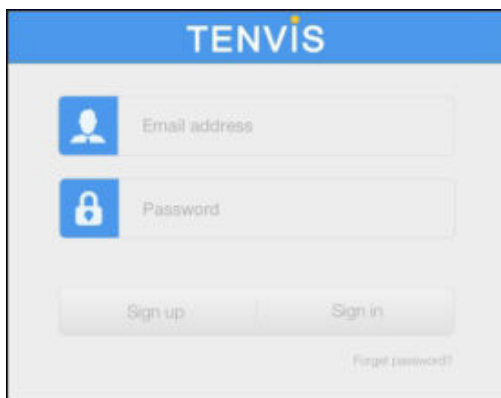 TENVIS
Email address
Password
Sign up Sign in
Forget password?